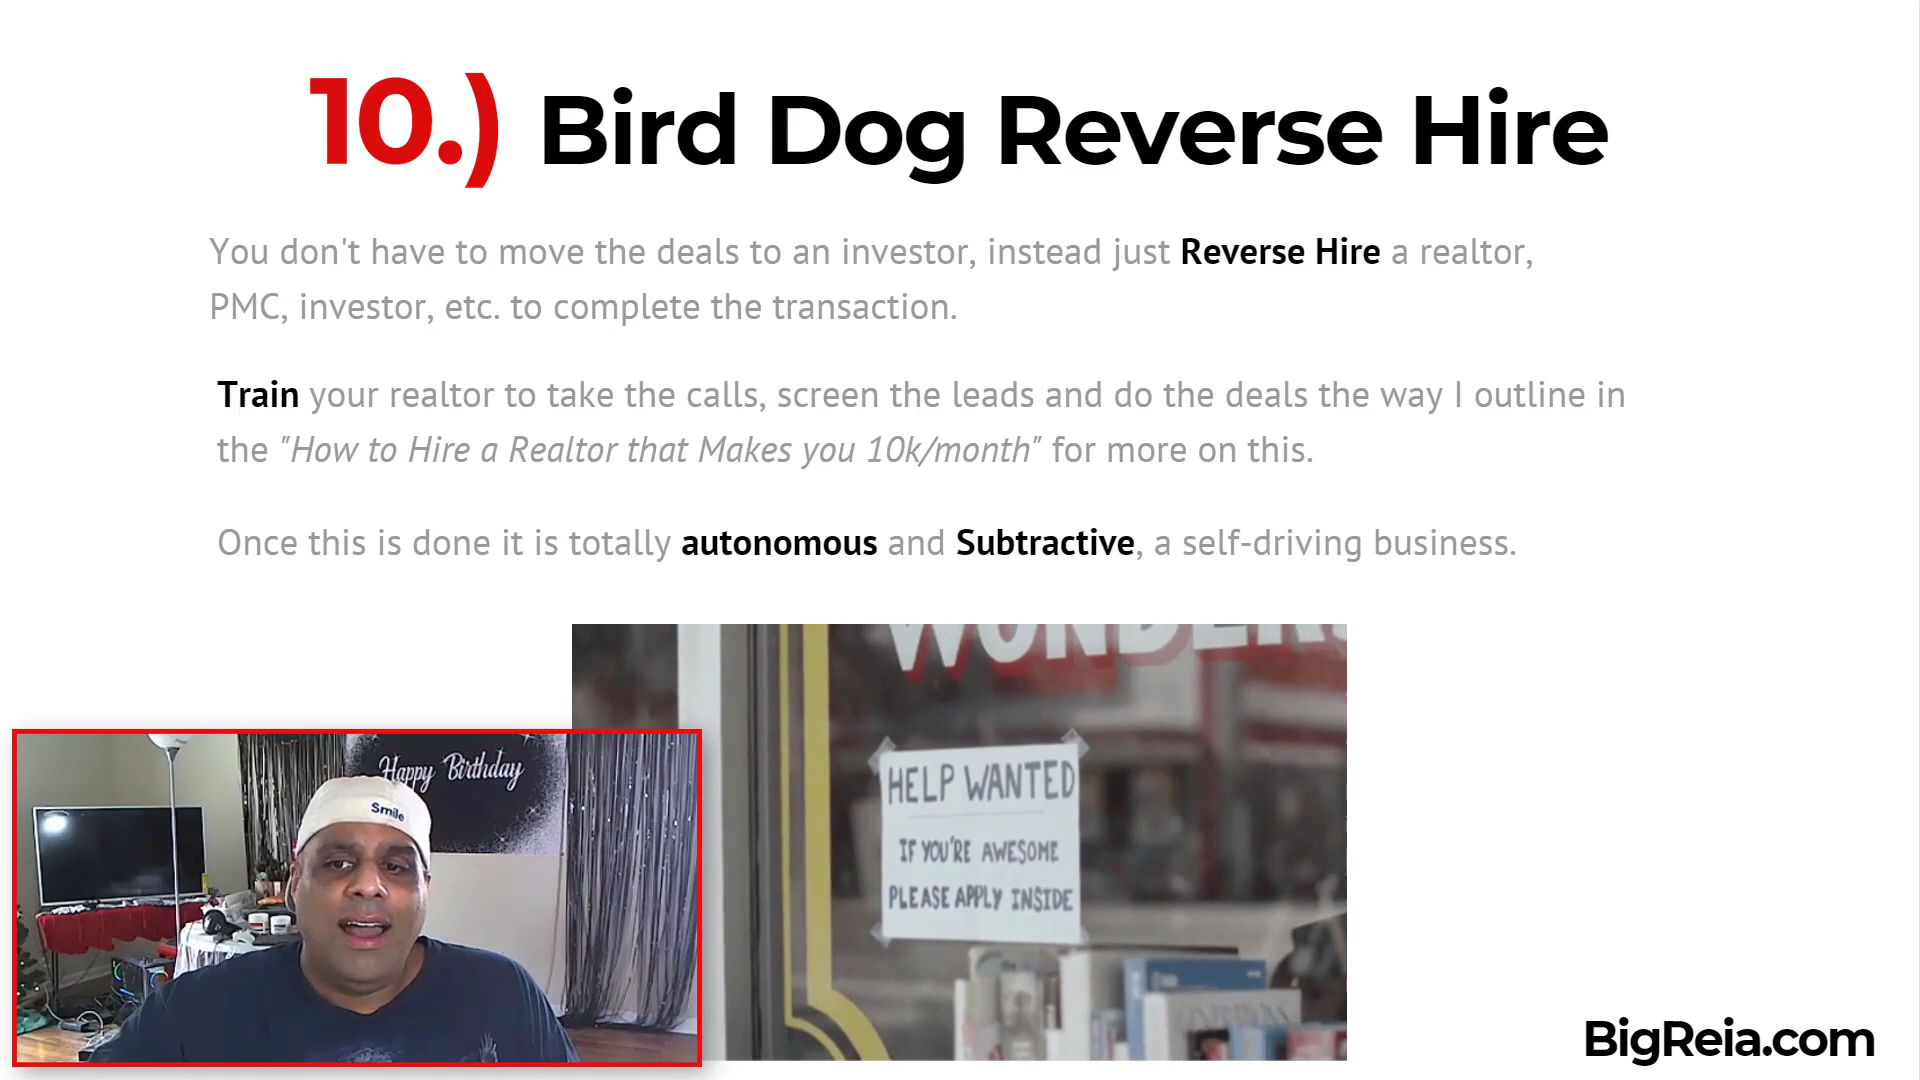 10.) Bird Dog Reverse Hire
You don't have to move the deals to an investor, instead just Reverse Hire a realtor,
PMC, investor, etc. to complete the transaction.
Train your realtor to take the calls, screen the leads and do the deals the way I outline in
the "How to Hire a Realtor that Makes you 10k/month" for more on this.
Once this is done it is totally autonomous and Subtractive, a self-driving business.
WONDERS
HELP WANTED
IF YOU'RE AWESOME
PLEASE APPLY INSIDE
Happy Birthday
Smile
BigReia.com